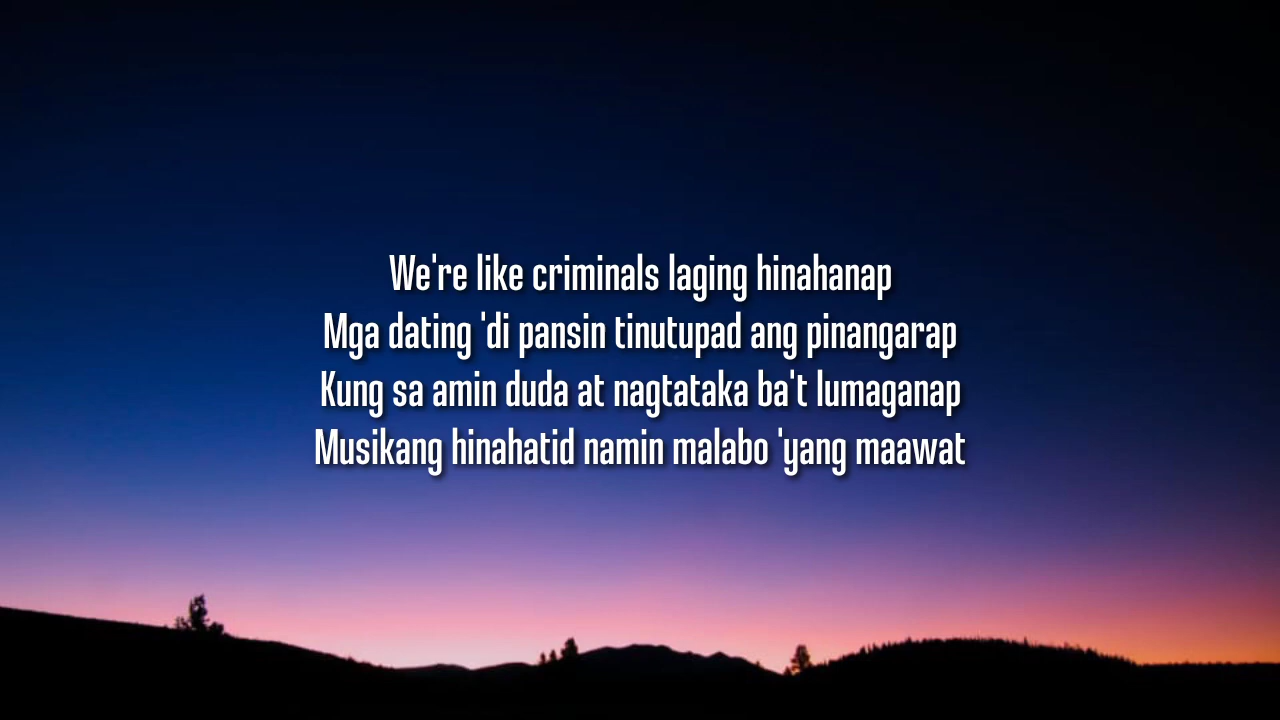 We're like criminals laging hinahanap
Mga dating 'di pansin tinutupad ang pinangarap
Kung sa amin duda at nagtataka ba't lumaganap
Musikang hinahatid namin malabo 'yang maawat